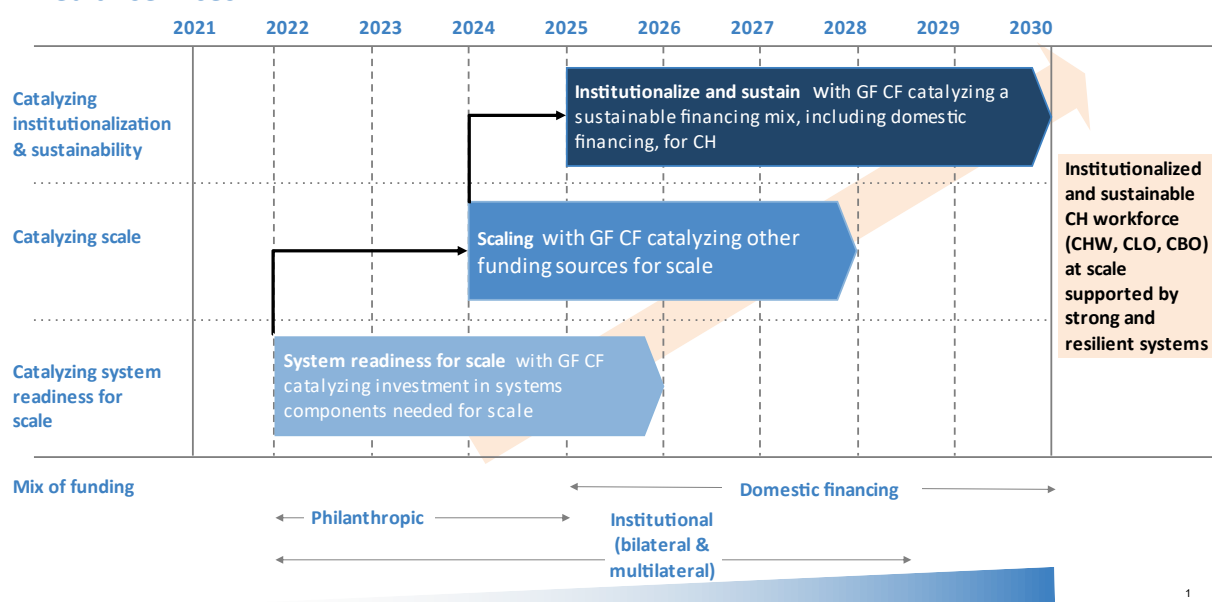 2021 2022 2023 2024 2025 2026 2027 2028 2029 2030
Catalyzing
institutionalization
& sustainability
Institutionalize and sustain with GF CF catalyzing a
sustainable financing mix, including domestic
financing, for CH
Institutionalized
and sustainable
CH workforce
(CHW, CLO, CBO)
at scale
supported by
strong and
resilient systems
Catalyzing scale
Scaling with GF CF catalyzing other
funding sources for scale
Catalyzing system
readiness for
scale
System readiness for scale with GF CF
catalyzing investment in systems
components needed for scale
Mix of funding
Domestic financing
Philanthropic
Institutional
(bilateral &
multilateral)
1